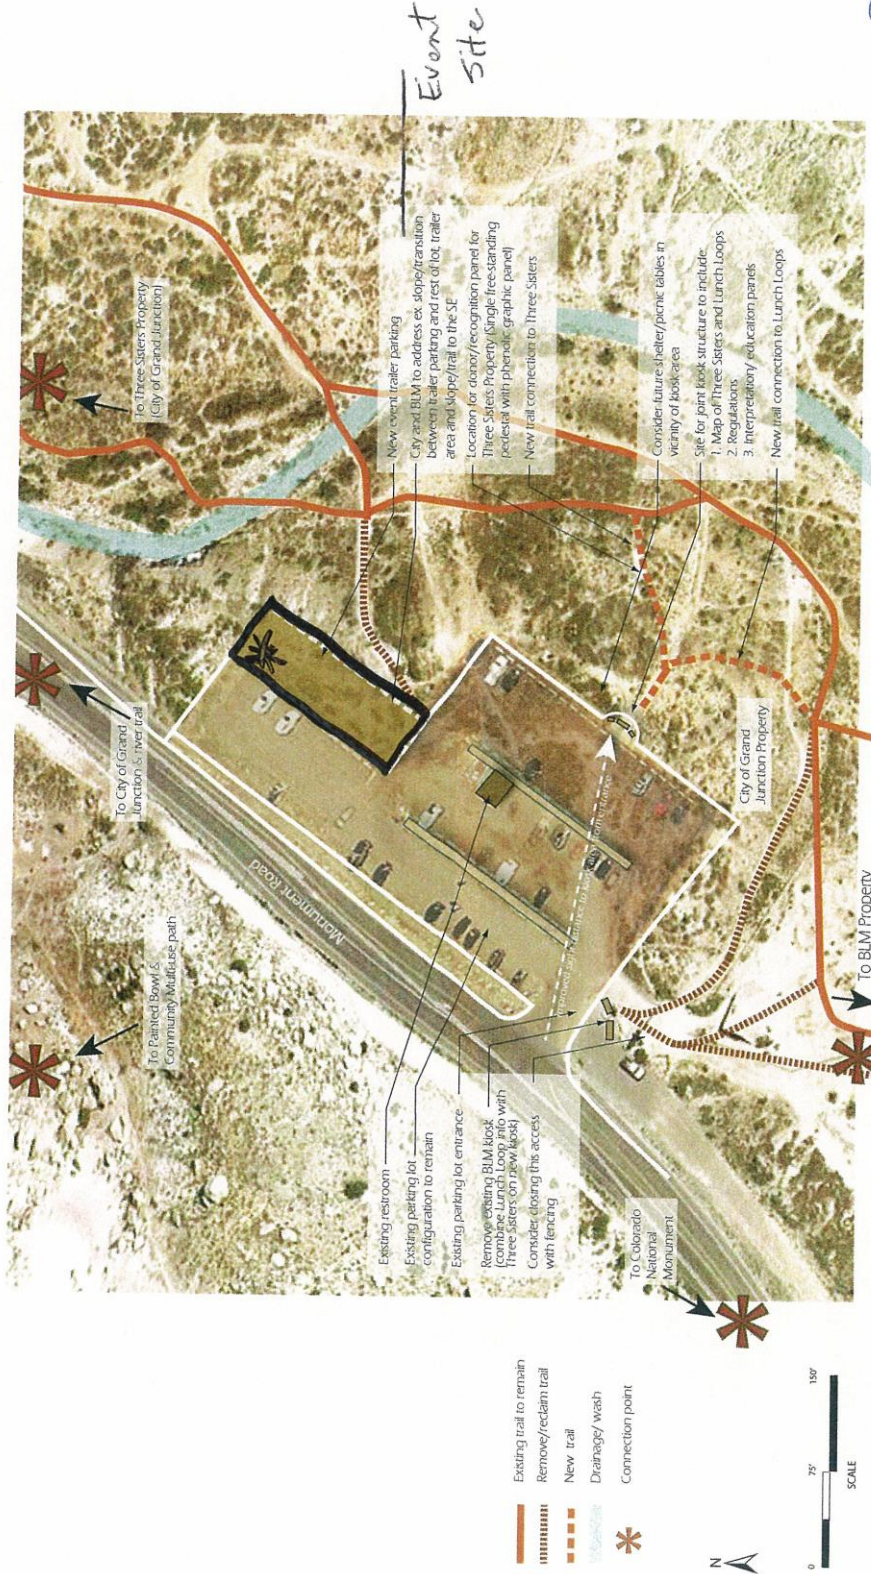 Event
Site
To Three Sisters Property
(City of Grand Junction)
New event trailer parking
City and BLM to address ex slope/transition
between trailer parking and rest of lot, trailer
area and slope/trail to the SE
Location for donor/recognition panel for
Three Sisters Property (Single free-standing
pedestal with phenolic graphic panel)
New trail connection to Three Sisters
Consider future shelter/picnic tables in
vicinity of kiosk area
Site for joint kiosk structure to include:
1. Map of Three Sisters and Lunch Loops
2. Regulations
3. Interpretation/ education panels
New trail connection to Lunch Loops
To City of Grand
Junction & river trail
City of Grand
Junction Property
Monument Road
To Painted Bowl &
Community Multi-use path
Existing restroom
Existing parking lot
configuration to remain
Existing parking lot entrance
Remove existing BLM kiosk
(combine Lunch Loop info with
Three Sisters on new kiosk)
Consider closing this access
with fencing
To BLM Property
To Colorado
National
Monument
Existing trail to remain
Remove/reclaim trail
New trail
Drainage/ wash
Connection point
N
0 75' 150'
SCALE